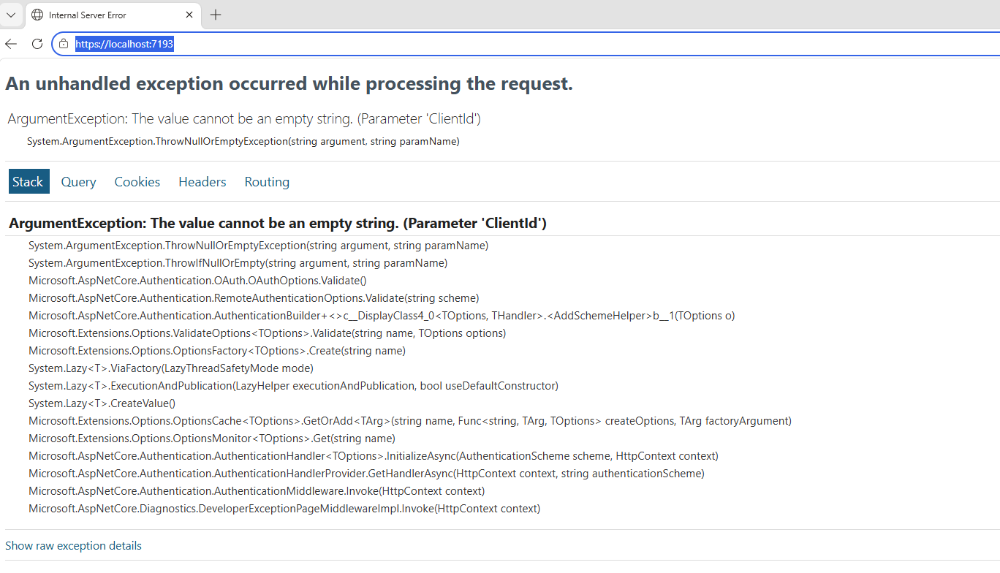 Internal Server Error
https://localhost:7193
An unhandled exception occurred while processing the request.
ArgumentException: The value cannot be an empty string. (Parameter 'ClientId')
System.ArgumentException.ThrowNullOrEmptyException(string argument, string paramName)
Stack Query Cookies Headers Routing
ArgumentException: The value cannot be an empty string. (Parameter 'ClientId')
System.ArgumentException.ThrowNullOrEmptyException(string argument, string paramName)
System.ArgumentException.ThrowIfNullOrEmpty(string argument, string paramName)
Microsoft.AspNetCore.Authentication.OAuth.OAuthOptions.Validate()
Microsoft.AspNetCore.Authentication.RemoteAuthenticationOptions.Validate(string scheme)
Microsoft.AspNetCore.Authentication.AuthenticationBuilder+<>c__DisplayClass4_0<TOptions, THandler>.<AddSchemeHelper>b__1(TOptions o)
Microsoft.Extensions.Options.ValidateOptions<TOptions>.Validate(string name, TOptions options)
Microsoft.Extensions.Options.OptionsFactory<TOptions>.Create(string name)
System.Lazy<T>.ViaFactory(LazyThreadSafetyMode mode)
System.Lazy<T>.ExecutionAndPublication(LazyHelper executionAndPublication, bool useDefaultConstructor)
System.Lazy<T>.CreateValue()
Microsoft.Extensions.Options.OptionsCache<TOptions>.GetOrAdd<TArg>(string name, Func<string, TArg, TOptions> createOptions, TArg factoryArgument)
Microsoft.Extensions.Options.OptionsMonitor<TOptions>.Get(string name)
Microsoft.AspNetCore.Authentication.AuthenticationHandler<TOptions>.InitializeAsync(AuthenticationScheme scheme, HttpContext context)
Microsoft.AspNetCore.Authentication.AuthenticationHandlerProvider.GetHandlerAsync(HttpContext context, string authenticationScheme)
Microsoft.AspNetCore.Authentication.AuthenticationMiddleware.Invoke(HttpContext context)
Microsoft.AspNetCore.Diagnostics.DeveloperExceptionPageMiddlewareImpl.Invoke(HttpContext context)
Show raw exception details